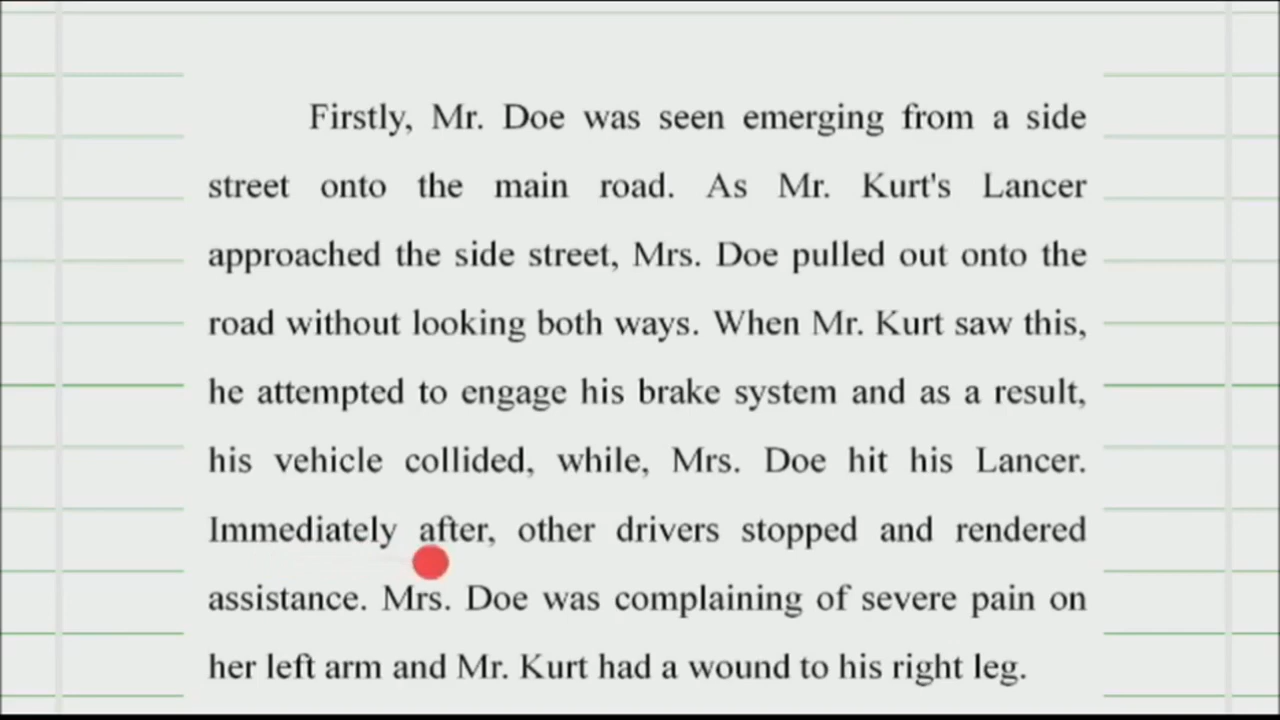 Firstly, Mr. Doe was seen emerging from a side
street onto the main road. As Mr. Kurt's Lancer
approached the side street, Mrs. Doe pulled out onto the
road without looking both ways. When Mr. Kurt saw this,
he attempted to engage his brake system and as a result,
his vehicle collided, while, Mrs. Doe hit his Lancer.
Immediately after, other drivers stopped and rendered
assistance. Mrs. Doe was complaining of severe pain on
her left arm and Mr. Kurt had a wound to his right leg.